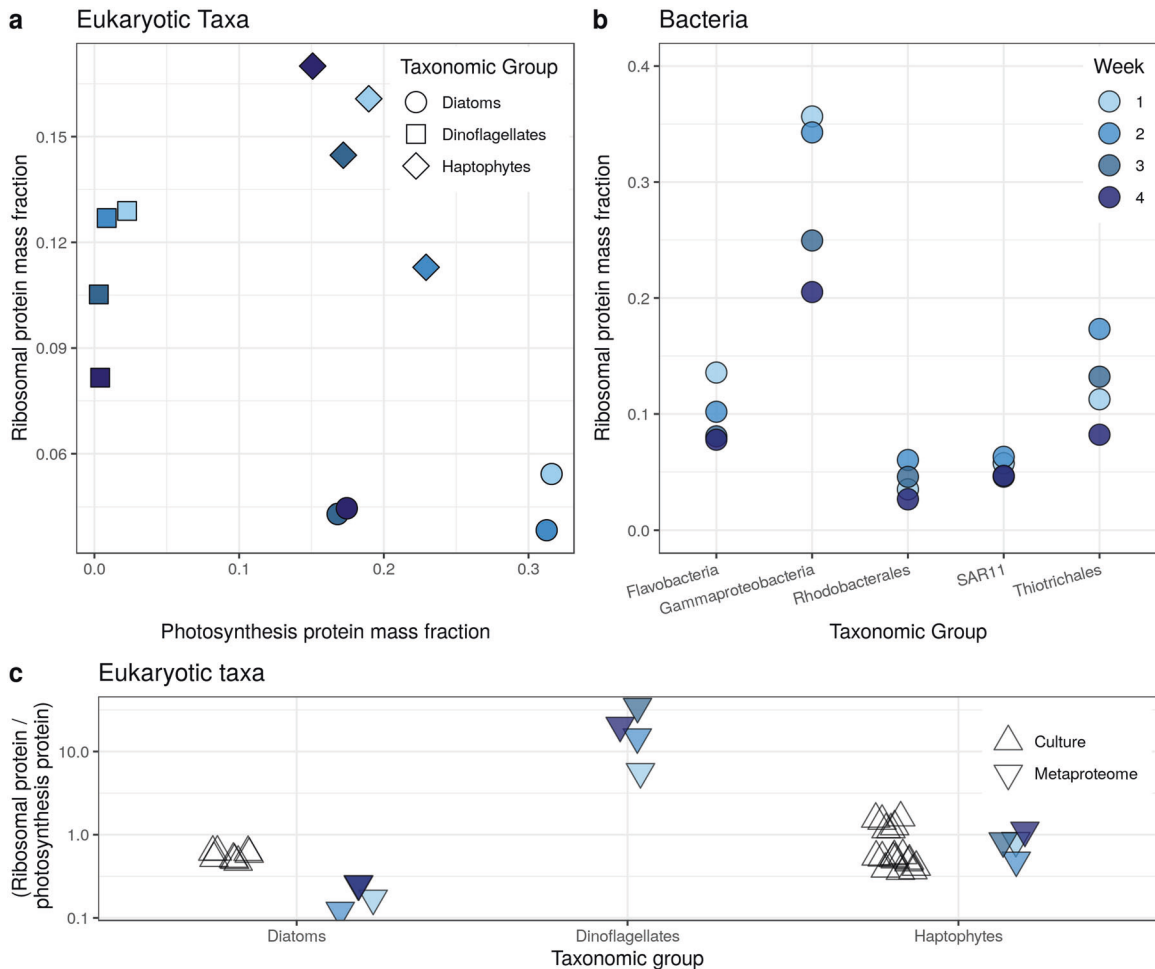 a Eukaryotic Taxa
Ribosomal protein mass fraction
0.15
0.12
0.09
0.06
0.0 0.1 0.2 0.3
Photosynthesis protein mass fraction
Taxonomic Group
Diatoms
Dinoflagellates
Haptophytes
b Bacteria
Ribosomal protein mass fraction
0.4
0.3
0.2
0.1
0.0
Flavobacteria Gammaproteobacteria Rhodobacterales SAR11 Thiotrichales
Taxonomic Group
Week
1
2
3
4
c Eukaryotic taxa
(Ribosomal protein /
photosynthesis protein)
10.0
1.0
0.1
Diatoms Dinoflagellates Haptophytes
Taxonomic group
Culture
Metaproteome